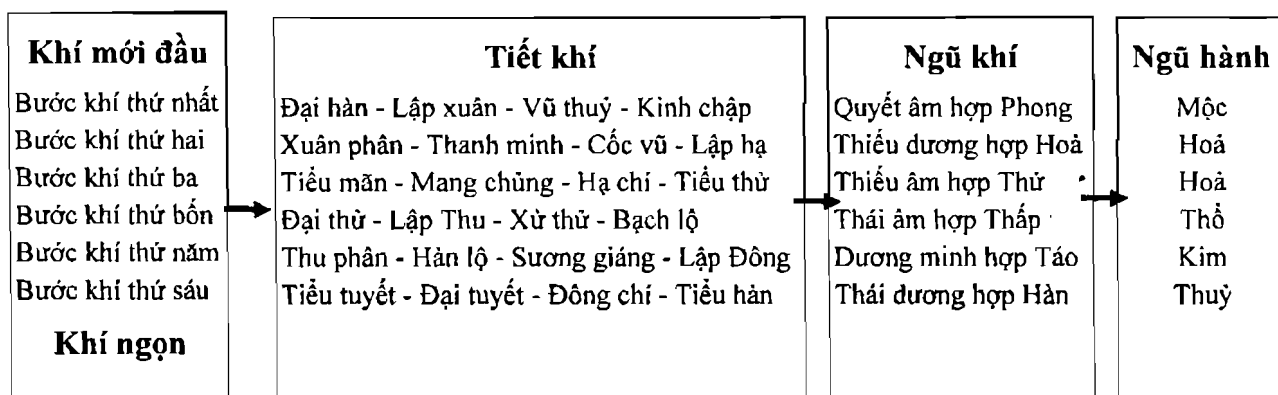 Khí mới đầu
Bước khí thứ nhất
Bước khí thứ hai
Bước khí thứ ba
Bước khí thứ bốn
Bước khí thứ năm
Bước khí thứ sáu
Khí ngọn
Tiết khí
Đại hàn - Lập xuân - Vũ thuỷ - Kinh chập
Xuân phân - Thanh minh - Cốc vũ - Lập hạ
Tiểu mãn - Mang chủng - Hạ chí - Tiểu thử
Đại thử - Lập Thu - Xử thử - Bạch lộ
Thu phân - Hàn lộ - Sương giáng - Lập Đông
Tiểu tuyết - Đại tuyết - Đông chí - Tiểu hàn
Ngũ khí
Quyết âm hợp Phong
Thiếu dương hợp Hoả
Thiếu âm hợp Thử
Thái âm hợp Thấp
Dương minh hợp Táo
Thái dương hợp Hàn
Ngũ hành
Mộc
Hoả
Hoả
Thổ
Kim
Thuỷ